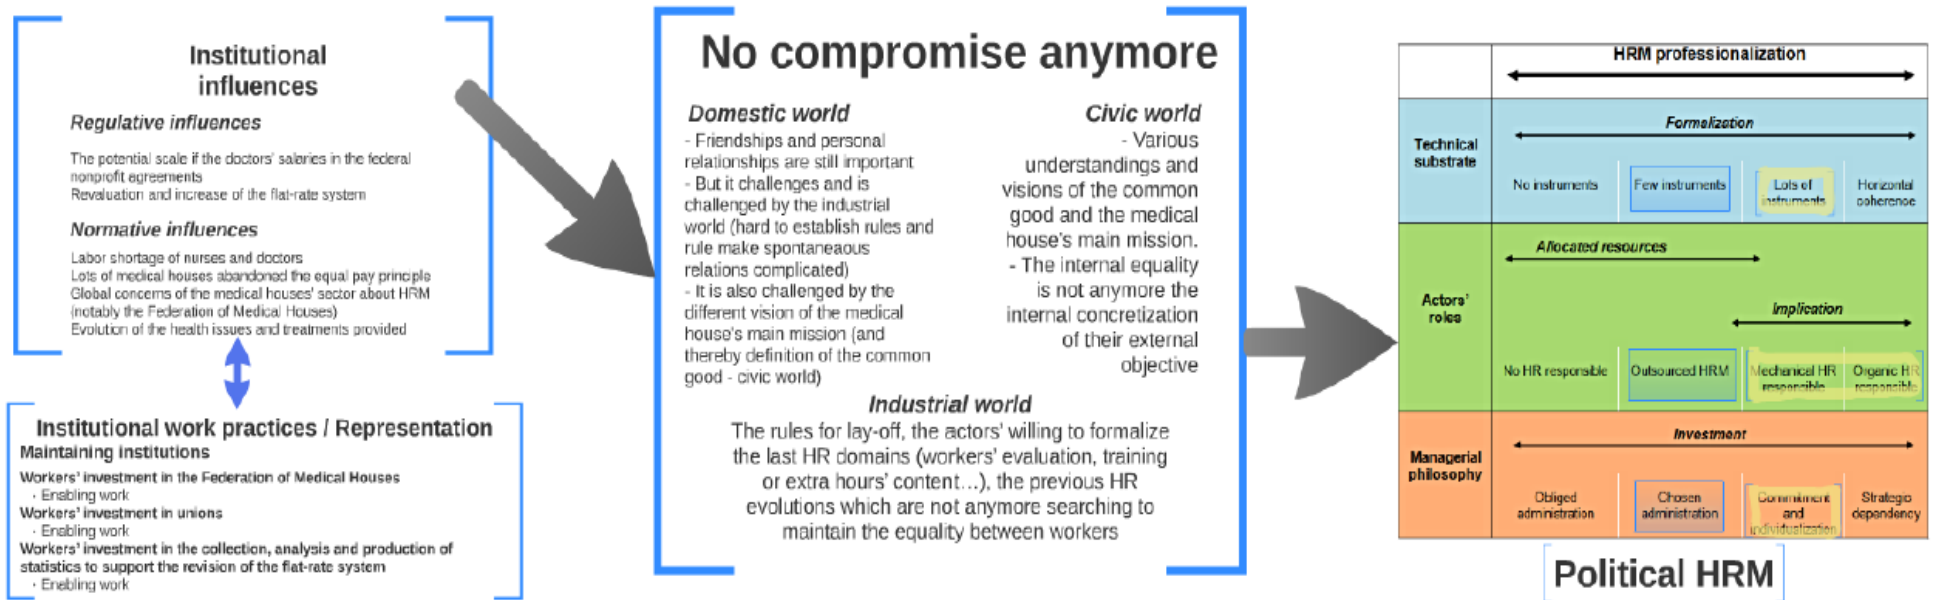 Institutional
influences
Regulative influences
The potential scale if the doctors' salaries in the federal
nonprofit agreements
Revaluation and increase of the flat-rate system
Normative influences
Labor shortage of nurses and doctors
Lots of medical houses abandoned the equal pay principle
Global concerns of the medical houses' sector about HRM
(notably the Federation of Medical Houses)
Evolution of the health issues and treatments provided
Institutional work practices / Representation
Maintaining institutions
Workers' investment in the Federation of Medical Houses
· Enabling work
Workers' investment in unions
· Enabling work
Workers' investment in the collection, analysis and production of
statistics to support the revision of the flat-rate system
· Enabling work
No compromise anymore
Domestic world
- Friendships and personal
relationships are still important
- But it challenges and is
challenged by the industrial
world (hard to establish rules and
rule make spontaneaous
relations complicated)
- It is also challenged by the
different vision of the medical
house's main mission (and
thereby definition of the common
good - civic world)
Civic world
- Various
understandings and
visions of the common
good and the medical
house's main mission.
- The internal equality
is not anymore the
internal concretization
of their external
objective
Industrial world
The rules for lay-off, the actors' willing to formalize
the last HR domains (workers' evaluation, training
or extra hours' content...), the previous HR
evolutions which are not anymore searching to
maintain the equality between workers
HRM professionalization
Technical
substrate
Formalization
No instruments
Few instruments
Lots of
instruments
Horizontal
coherence
Actors'
roles
Allocated resources
Implication
No HR responsible
Outsourced HRM
Mechanical HR
responsible
Organic HR
responsible
Managerial
philosophy
Investment
Obliged
administration
Chosen
administration
Commitment
and
individualization
Strategic
dependency
Political HRM